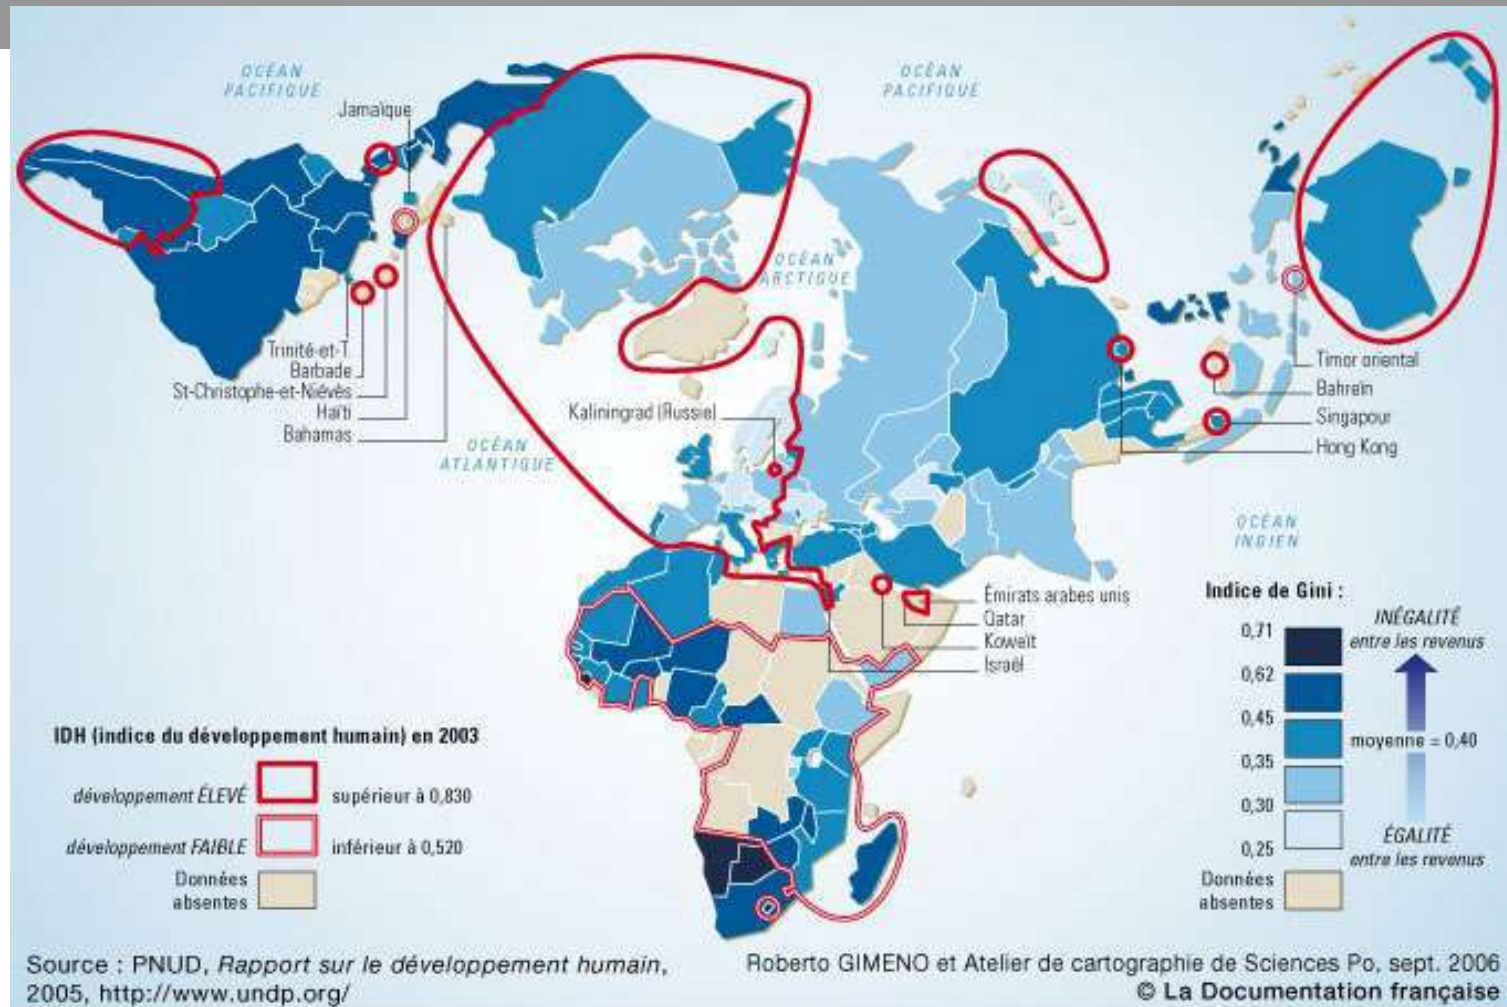 OCÉAN
PACIFIQUE
OCÉAN
PACIFIQUE
Jamaïque
OCÉAN
ARCTIQUE
Trinité-et-T.
Barbade
St-Christophe-et-Niévès
Haïti
Bahamas
Kaliningrad (Russie)
OCÉAN
ATLANTIQUE
Timor oriental
Bahreïn
Singapour
Hong Kong
OCÉAN
INDIEN
Émirats arabes unis
Qatar
Koweït
Israël
Indice de Gini :
0,71
0,62
0,45
0,35
0,30
0,25
INÉGALITÉ
entre les revenus
moyenne = 0,40
ÉGALITÉ
entre les revenus
Données
absentes
IDH (indice du développement humain) en 2003
développement ÉLEVÉ supérieur à 0,830
développement FAIBLE inférieur à 0,520
Données
absentes
Source : PNUD, Rapport sur le développement humain,
2005, http://www.undp.org/
Roberto GIMENO et Atelier de cartographie de Sciences Po, sept. 2006
© La Documentation française